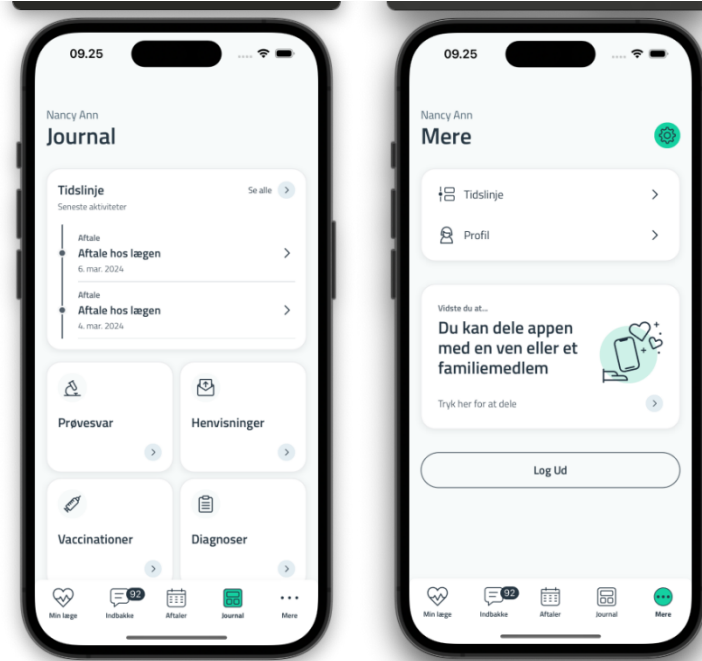 09.25
Nancy Ann
Journal
Tidslinje
Se alle
Seneste aktiviteter
Aftale
Aftale hos lægen
6. mar. 2024
Aftale
Aftale hos lægen
4. mar. 2024
Prøvesvar
Henvisninger
Vaccinationer
Diagnoser
92
Min læge
Indbakke
Aftaler
Journal
Mere
09.25
Nancy Ann
Mere
Tidslinje
Profil
Vidste du at...
Du kan dele appen
med en ven eller et
familiemedlem
Tryk her for at dele
Log Ud
92
Min læge
Indbakke
Aftaler
Journal
Mere